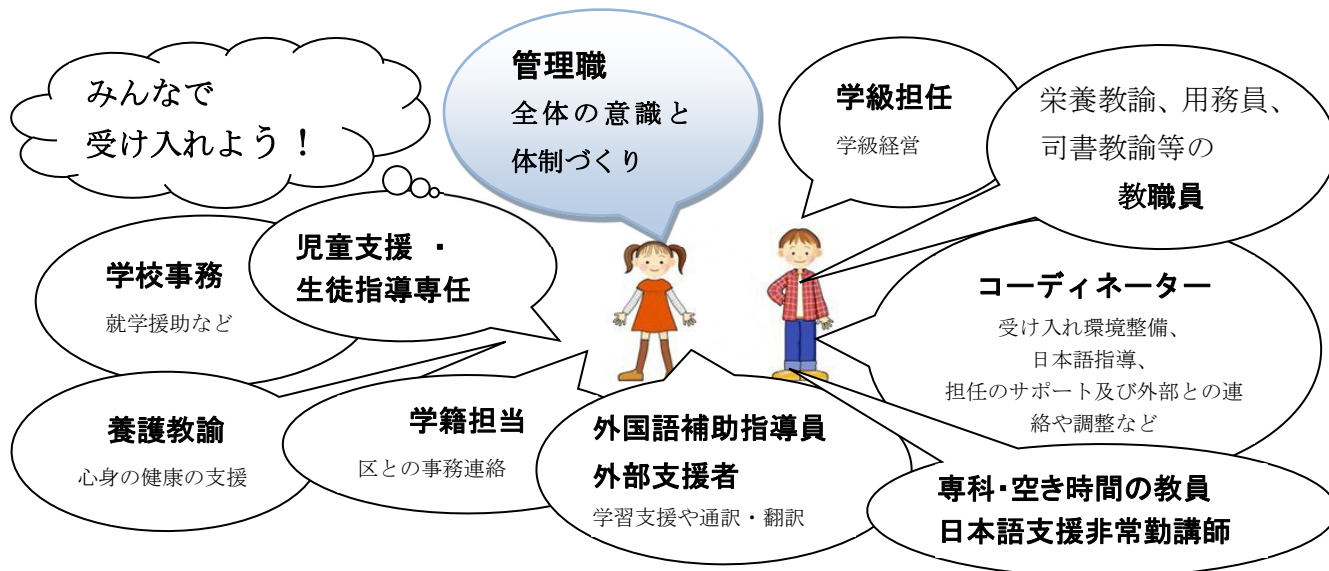 みんなで
受け入れよう！
管理職
全体の意識と
体制づくり
学級担任
学級経営
栄養教諭、用務員、
司書教諭等の
教職員
学校事務
就学援助など
児童支援 ・
生徒指導専任
コーディネーター
受け入れ環境整備、
日本語指導、
担任のサポート及び外部との連
絡や調整など
養護教諭
心身の健康の支援
学籍担当
区との事務連絡
外国語補助指導員
外部支援者
学習支援や通訳・翻訳
専科・空き時間の教員
日本語支援非常勤講師